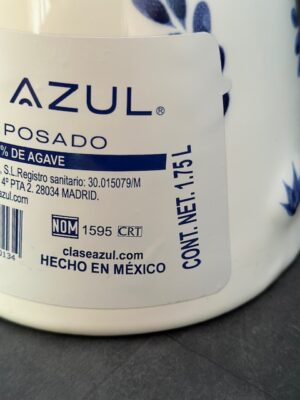 AZUL®
POSADO
% DE AGAVE
S.L.Registro sanitario: 30.015079/M
4º PTA 2. 28034 MADRID.
azul.com
NOM 1595 CRT
0134
claseazul.com
HECHO EN MÉXICO
CONT. NET. 1.75 L